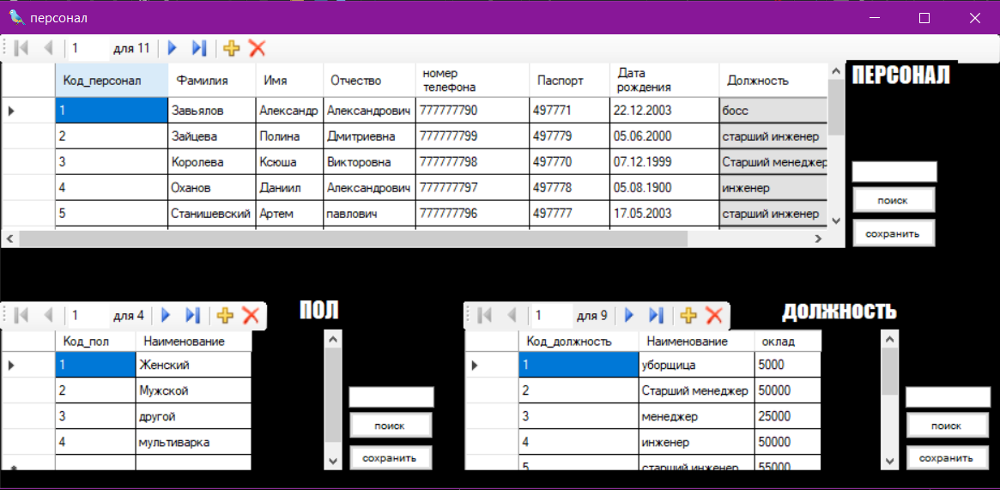 персонал
1 для 11
ПЕРСОНАЛ
Код_персонал Фамилия Имя Отчество номер телефона Паспорт Дата рождения Должность
1 Завьялов Александр Александрович 777777790 497771 22.12.2003 босс
2 Зайцева Полина Дмитриевна 777777799 497779 05.06.2000 старший инженер
3 Королева Ксюша Викторовна 777777798 497770 07.12.1999 Старший менеджер
4 Оханов Даниил Александрович 777777797 497778 05.08.1900 инженер
5 Станишевский Артем павлович 777777796 497777 17.05.2003 старший инженер
поиск
сохранить
1 для 4
ПОЛ
Код_пол Наименование
1 Женский
2 Мужской
3 другой
4 мультиварка
поиск
сохранить
1 для 9
ДОЛЖНОСТЬ
Код_должность Наименование оклад
1 уборщица 5000
2 Старший менеджер 50000
3 менеджер 25000
4 инженер 50000
5 старший инженер 55000
поиск
сохранить